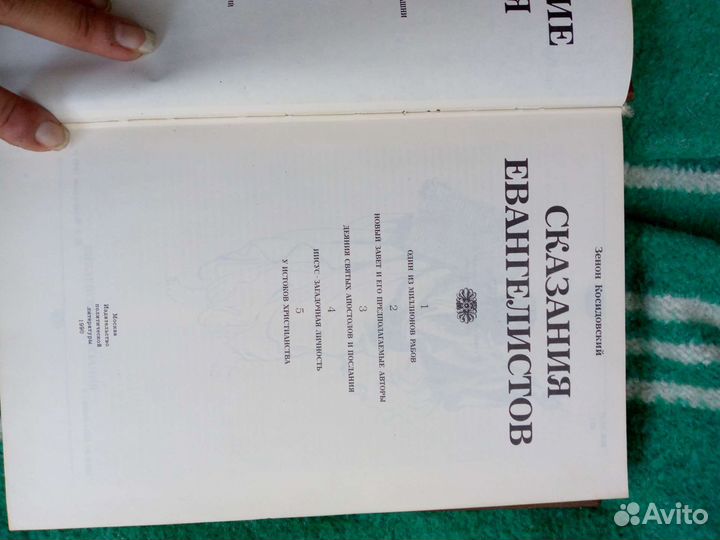 ИЕ
Я
Зенон Косидовский
СКАЗАНИЯ
ЕВАНГЕЛИСТОВ
1
ОДИН ИЗ МИЛЛИОНОВ РАБОВ
2
НОВЫЙ ЗАВЕТ И ЕГО ПРЕДПОЛАГАЕМЫЕ АВТОРЫ
3
ДЕЯНИЯ СВЯТЫХ АПОСТОЛОВ И ПОСЛАНИЯ
4
ИИСУС-ЗАГАДОЧНАЯ ЛИЧНОСТЬ
5
У ИСТОКОВ ХРИСТИАНСТВА
Москва
Издательство
политической
литературы
1990
Avito